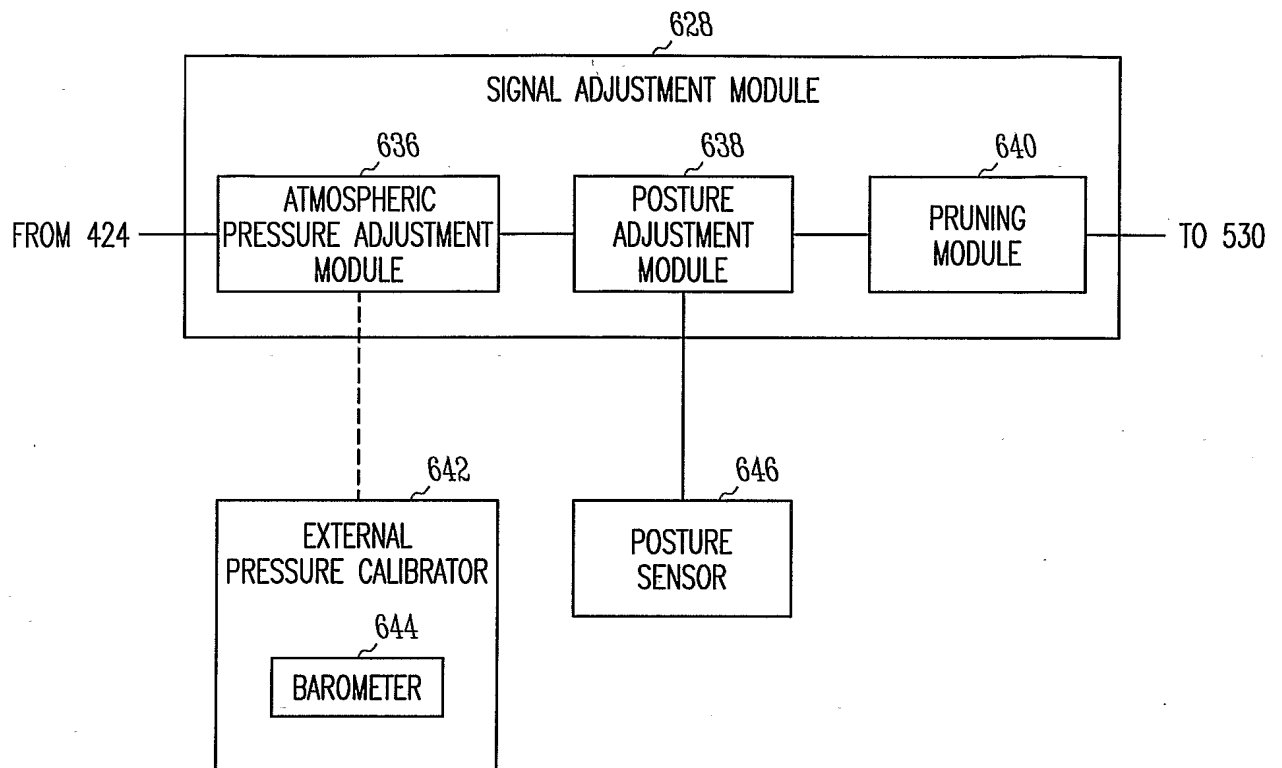 628
SIGNAL ADJUSTMENT MODULE
636
638
640
FROM 424
ATMOSPHERIC
PRESSURE ADJUSTMENT
MODULE
POSTURE
ADJUSTMENT
MODULE
PRUNING
MODULE
TO 530
642
EXTERNAL
PRESSURE CALIBRATOR
646
POSTURE
SENSOR
644
BAROMETER